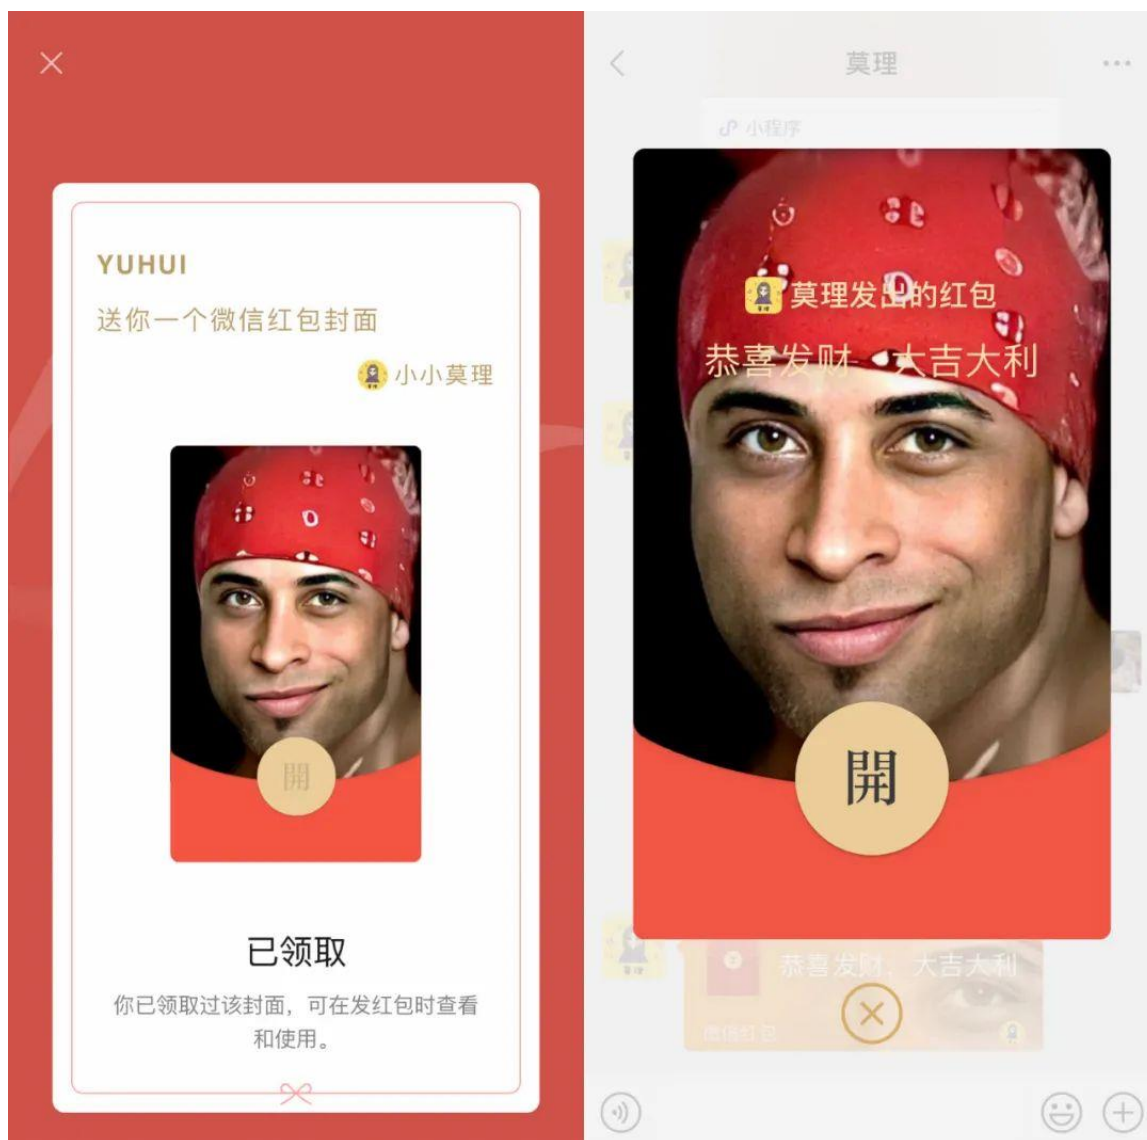 YUHUI
送你一个微信红包封面
小小莫理
開
已领取
你已领取过该封面，可在发红包时查看
和使用。
莫理
小程序
莫理发出的红包
恭喜发财，大吉大利
開
恭喜发财，大吉大利
微信红包